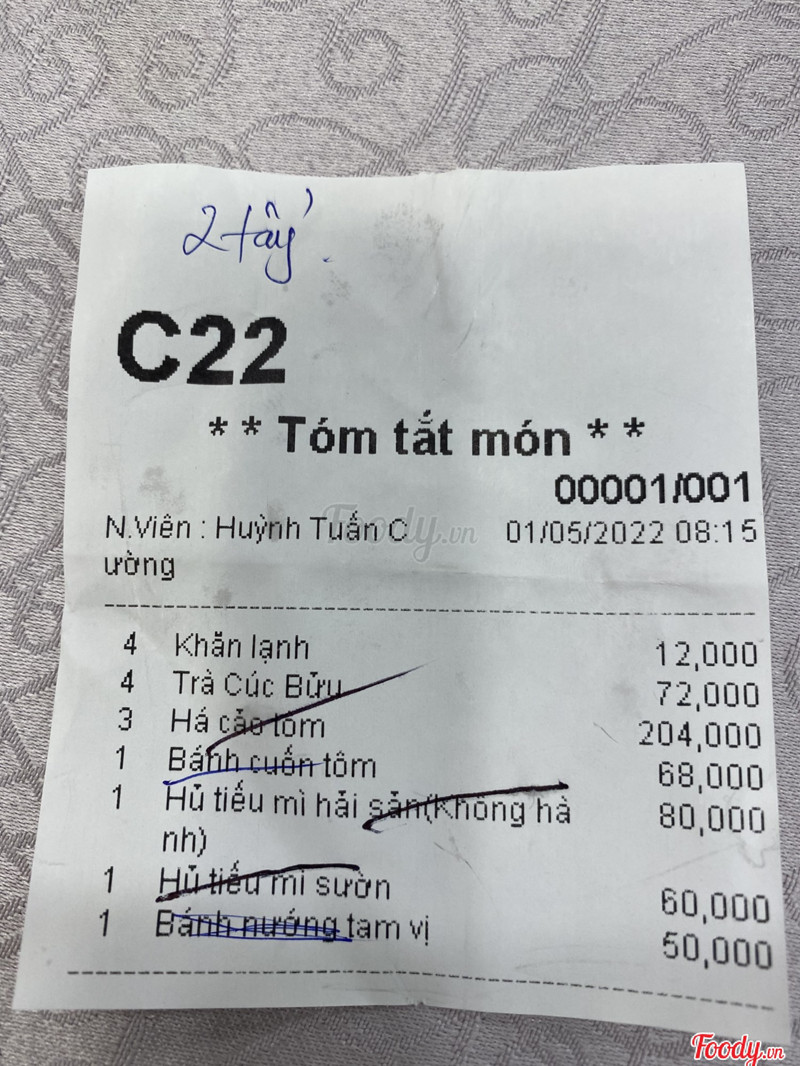 2 tẩy.
C22
* * Tóm tắt món * *
00001/001
N.Viên : Huỳnh Tuấn C 01/05/2022 08:15
ường
4 Khăn lạnh 12,000
4 Trà Cúc Bửu 72,000
3 Há cảo tôm 204,000
1 Bánh cuốn tôm 68,000
1 Hủ tiếu mì hải sản(Không hà 80,000
nh)
1 Hủ tiếu mì sườn 60,000
1 Bánh nướng tam vị 50,000
Foody.vn
Foody.vn